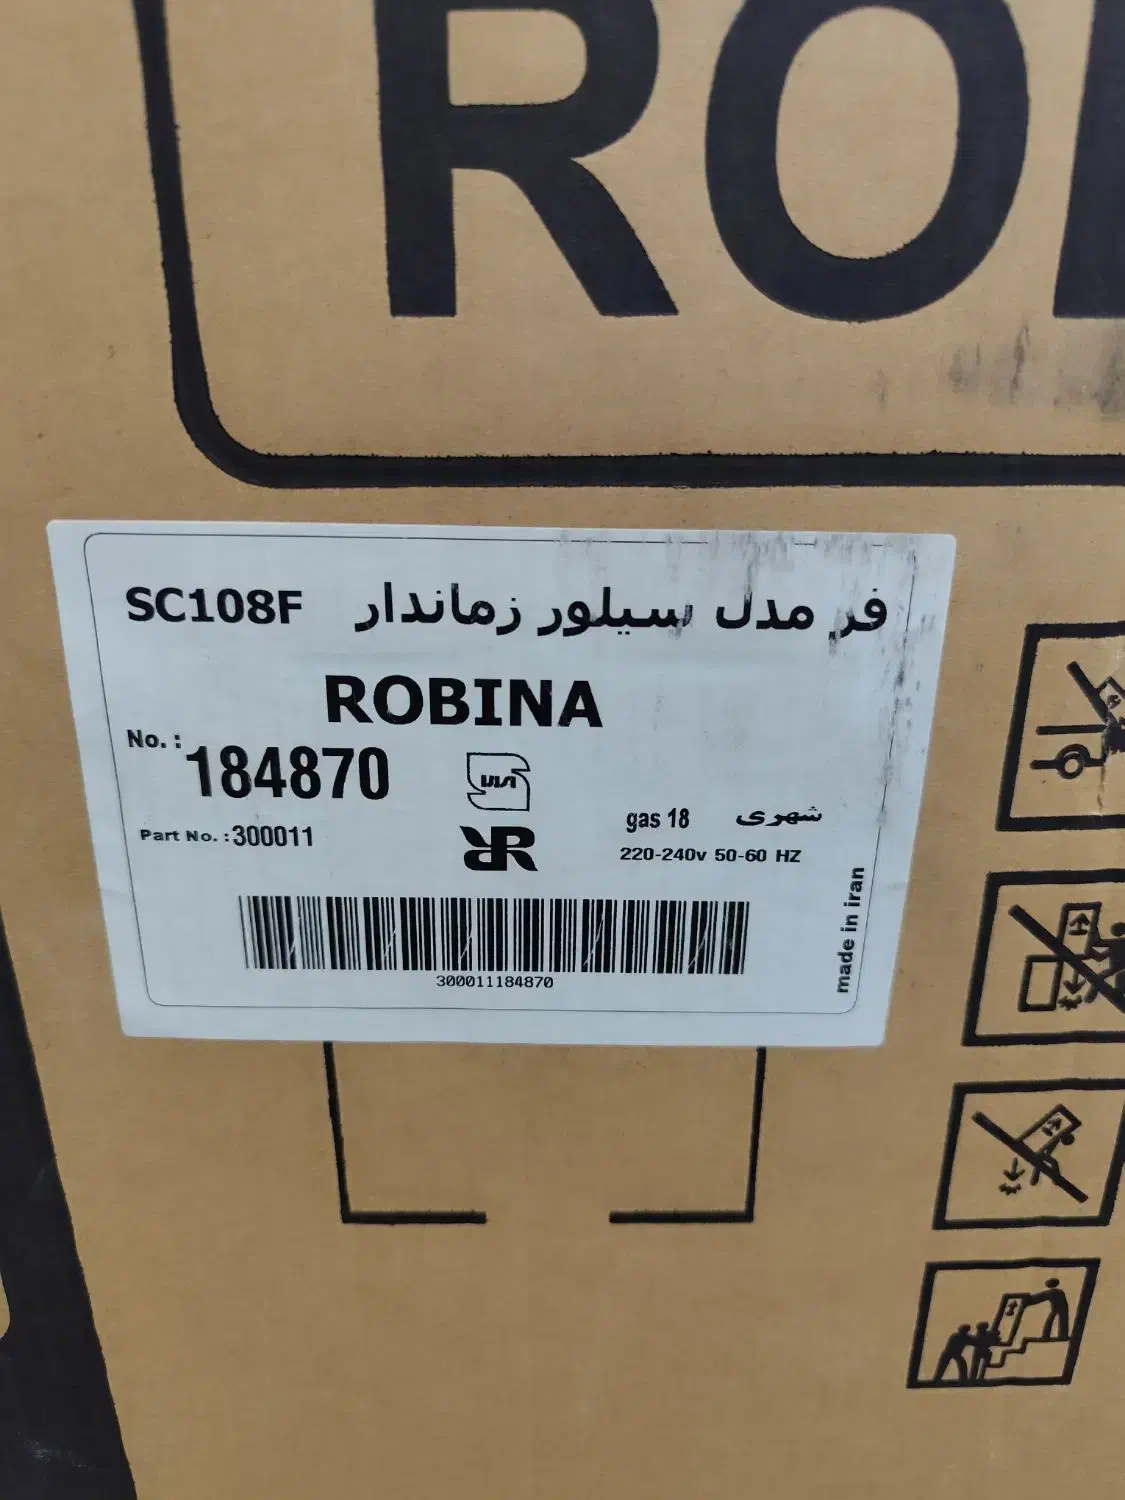 RO
فر مدل سیلور زماندار SC108F
ROBINA
No. : 184870
Part No. : 300011
gas 18 شهری
220-240v 50-60 HZ
made in iran
300011184870